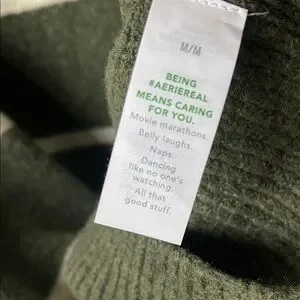 M/M
BEING
#AERIEREAL
MEANS CARING
FOR YOU.
Movie marathons.
Belly laughs.
Naps.
Dancing
like no one's
watching.
All that
good stuff.